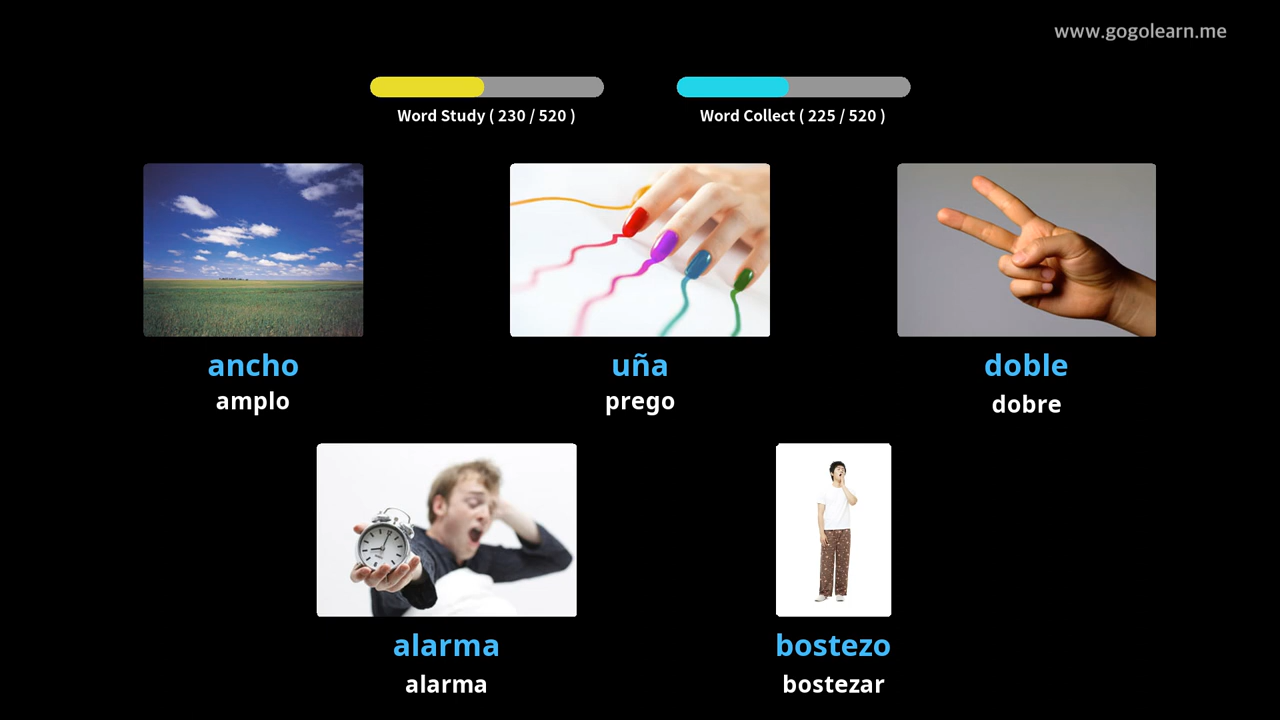 www.gogolearn.me
Word Study ( 230 / 520 )
Word Collect ( 225 / 520 )
ancho
amplo
uña
prego
doble
dobre
alarma
alarma
bostezo
bostezar